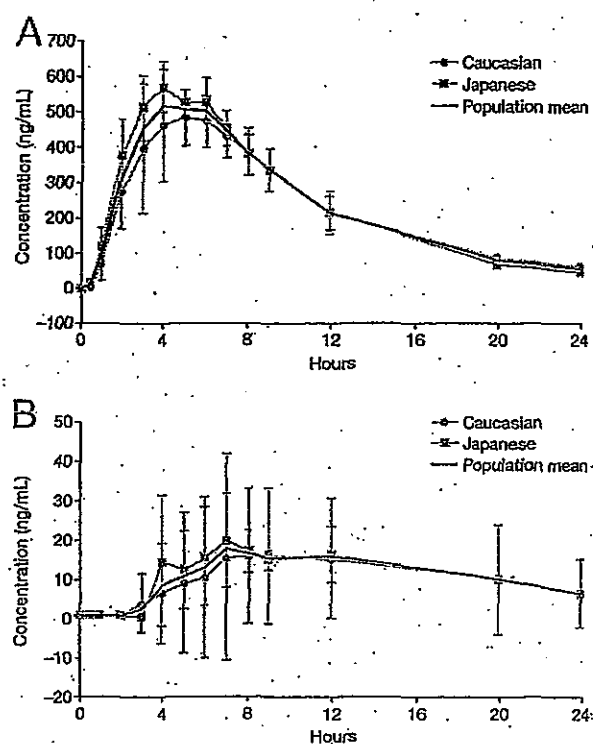 A
700
600
500
400
300
200
100
0
–100
Concentration (ng/mL)
Caucasian
Japanese
Population mean
0 4 8 12 16 20 24
Hours
B
50
40
30
20
10
0
–10
–20
Concentration (ng/mL)
Caucasian
Japanese
Population mean
0 4 8 12 16 20 24
Hours